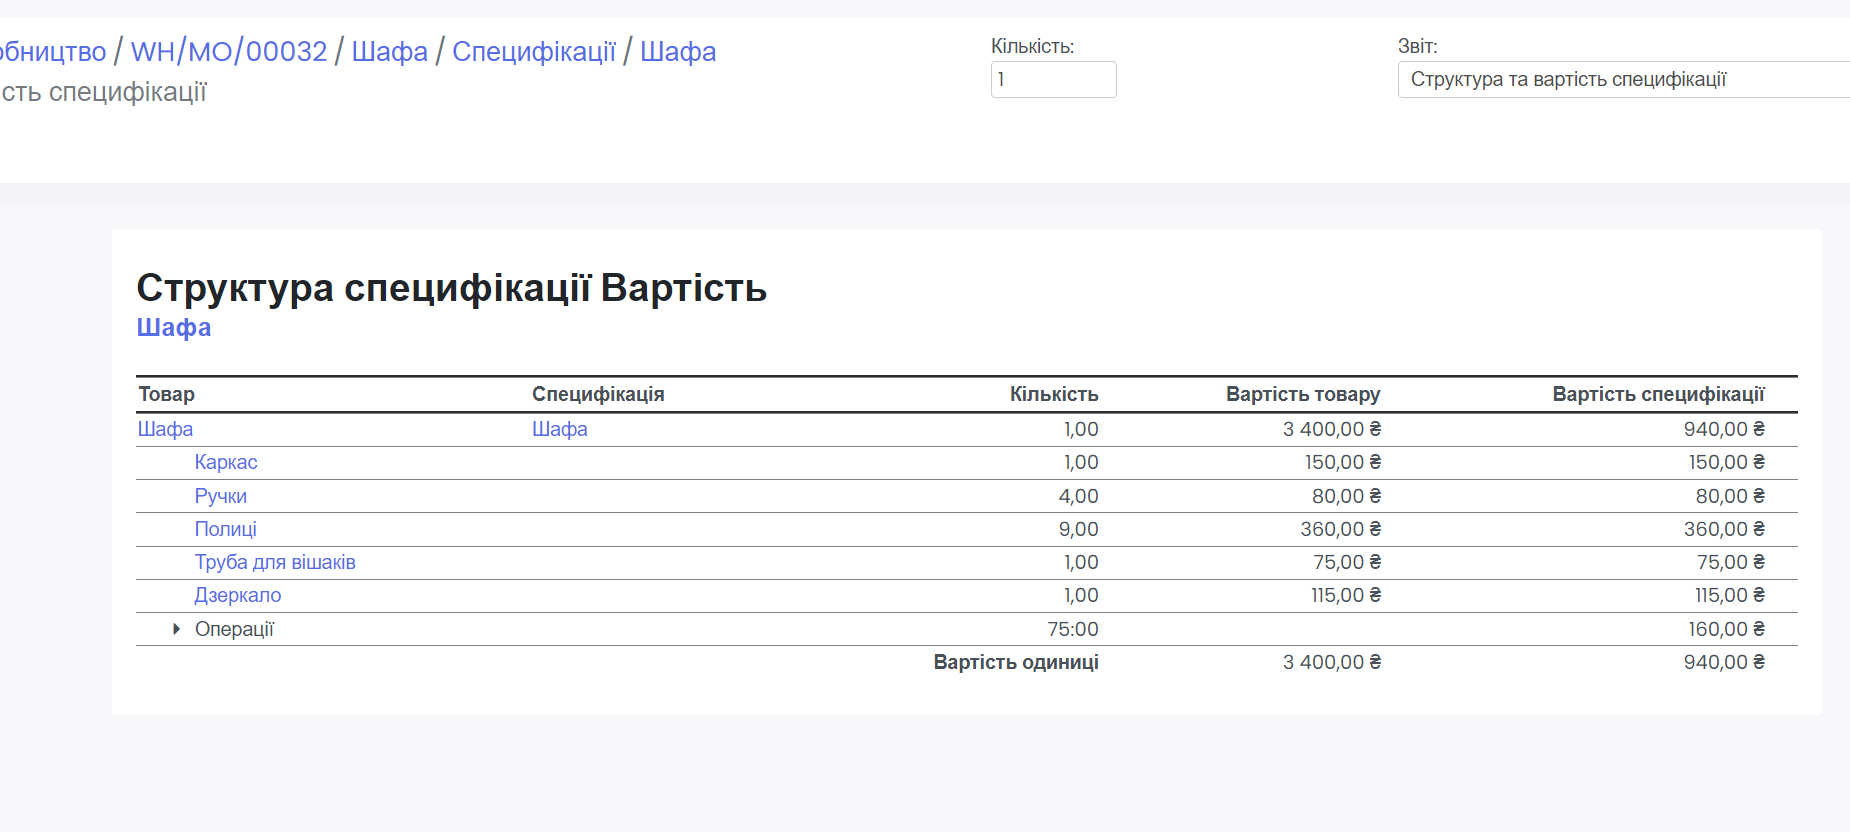 обництво / WH/MO/00032 / Шафа / Специфікації / Шафа
сть специфікації
Кількість:
1
Звіт:
Структура та вартість специфікації
Структура специфікації Вартість
Шафа
Товар Специфікація Кількість Вартість товару Вартість специфікації
Шафа Шафа 1,00 3 400,00 ₴ 940,00 ₴
Каркас 1,00 150,00 ₴ 150,00 ₴
Ручки 4,00 80,00 ₴ 80,00 ₴
Полиці 9,00 360,00 ₴ 360,00 ₴
Труба для вішаків 1,00 75,00 ₴ 75,00 ₴
Дзеркало 1,00 115,00 ₴ 115,00 ₴
Операції 75:00 160,00 ₴
Вартість одиниці 3 400,00 ₴ 940,00 ₴